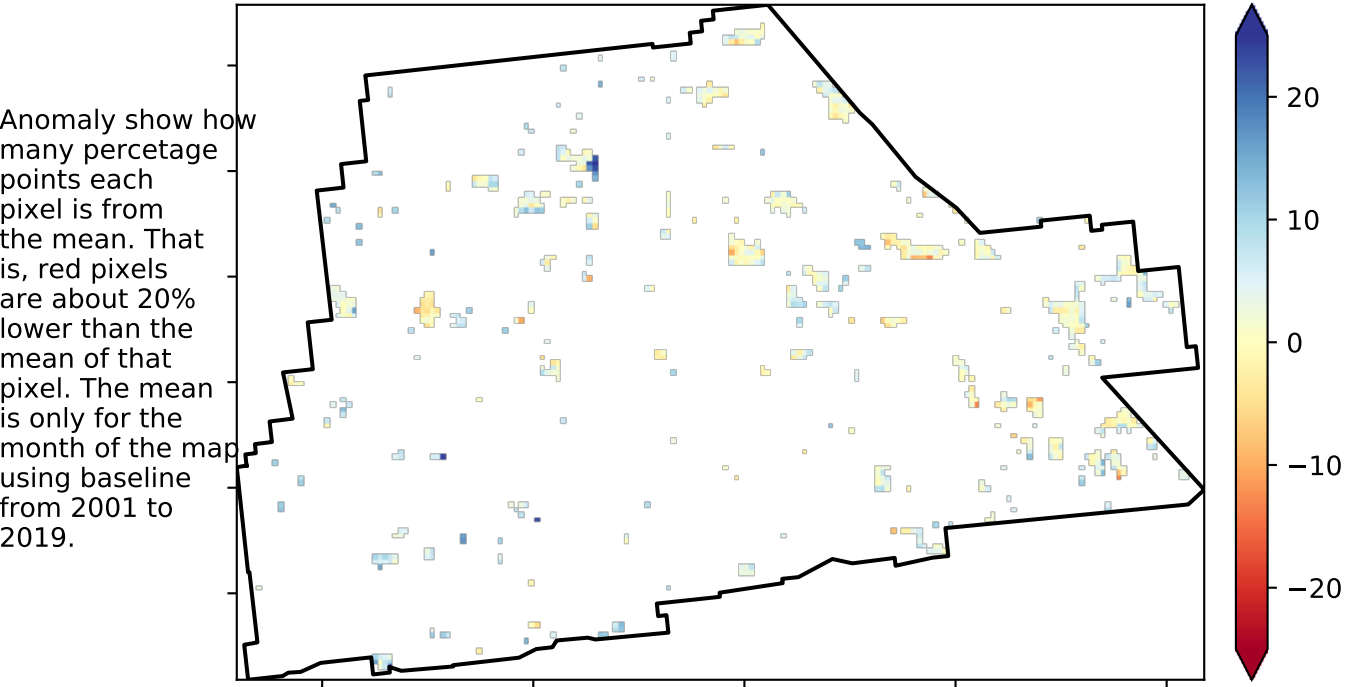 Anomaly show how
many percetage
points each
pixel is from
the mean. That
is, red pixels
are about 20%
lower than the
mean of that
pixel. The mean
is only for the
month of the map
using baseline
from 2001 to
2019.
20
10
0
−10
−20